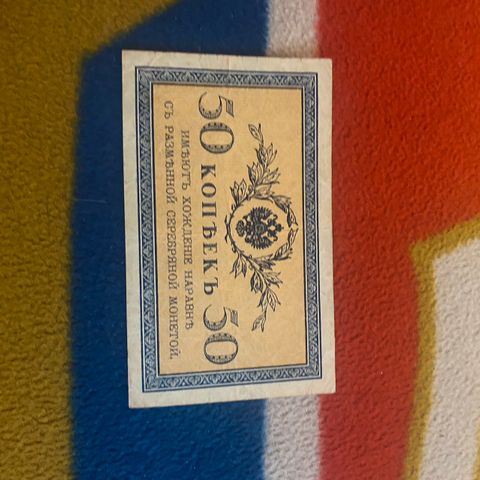 50 КОПѢЕКЪ 50
ИМѢЮТЪ ХОЖДЕНІЕ НАРАВНѢ
СЪ РАЗМѢННОЙ СЕРЕБРЯНОЙ МОНЕТОЙ.